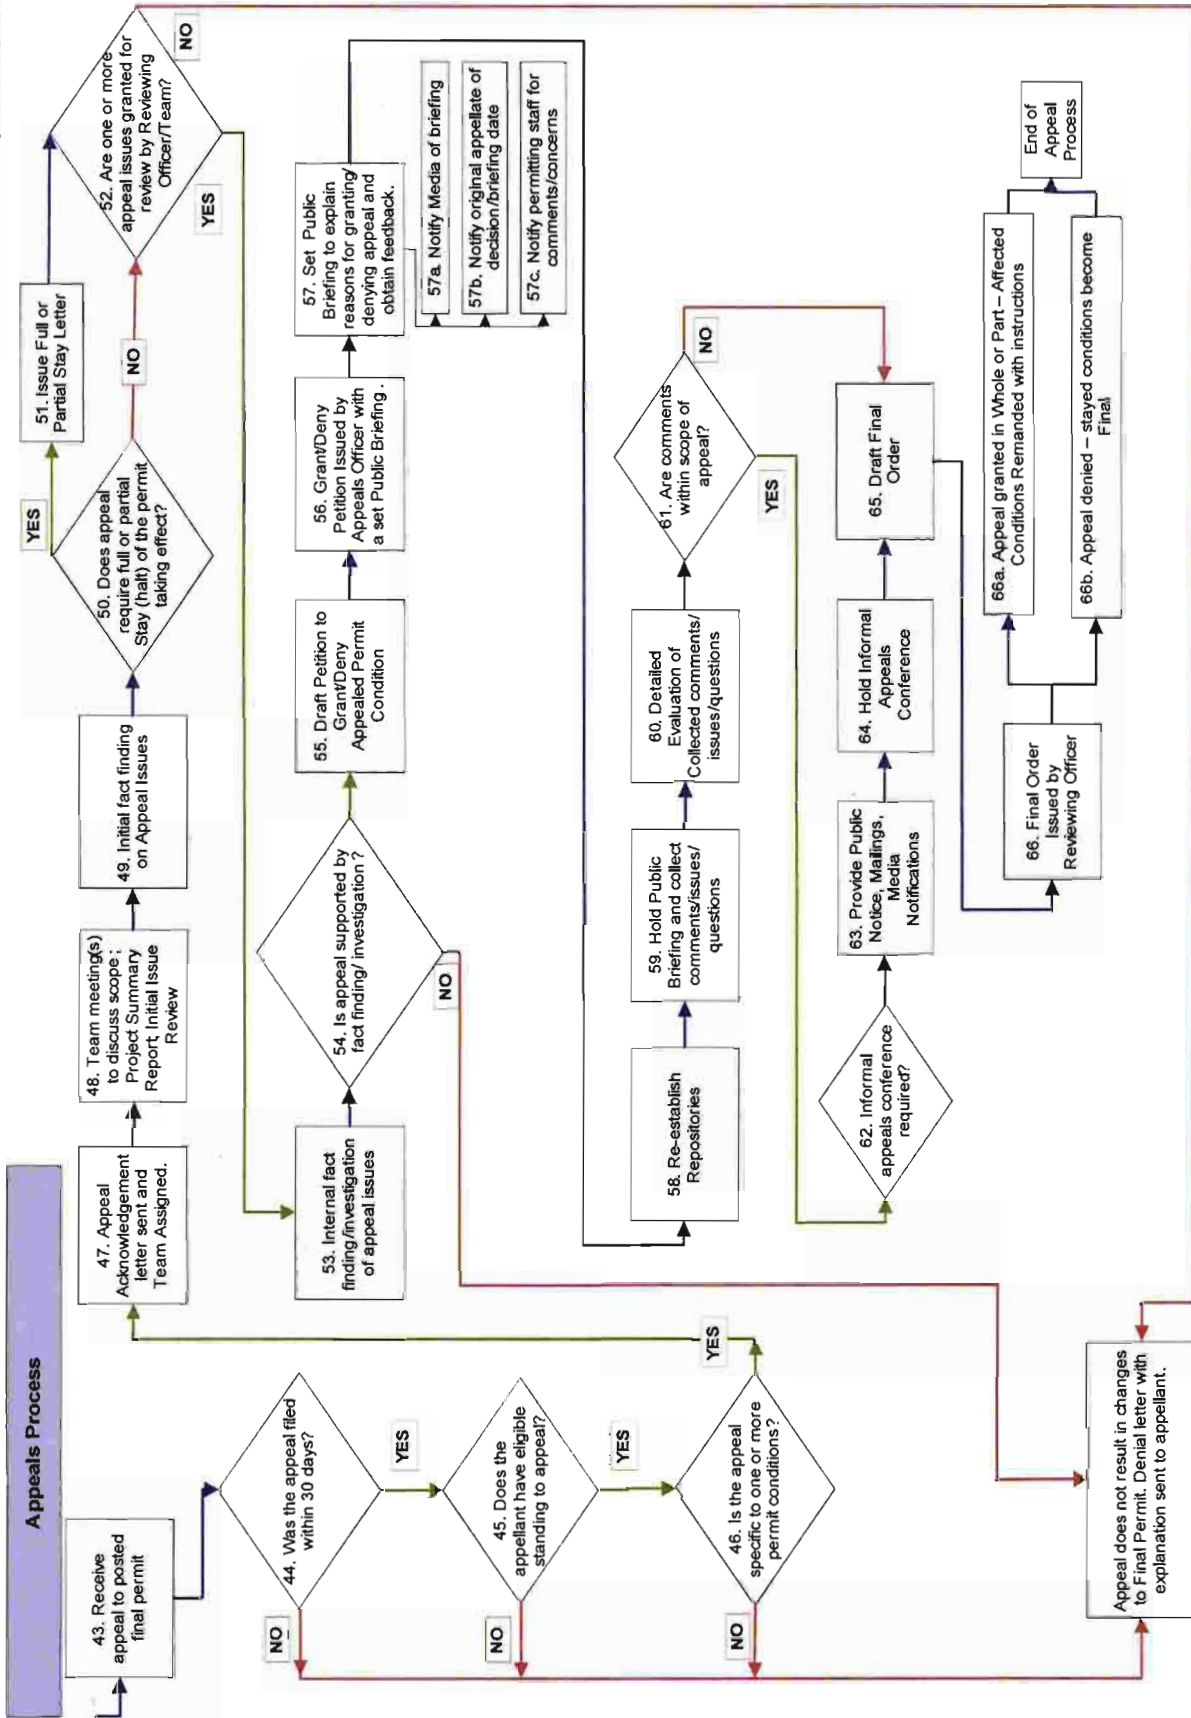 Appeals Process
43. Receive
appeal to posted
final permit
44. Was the appeal filed
within 30 days?
NO
YES
45. Does the
appellant have eligible
standing to appeal?
NO
YES
46. Is the appeal
specific to one or more
permit conditions?
NO
YES
Appeal does not result in changes
to Final Permit. Denial letter with
explanation sent to appellant.
47. Appeal
Acknowledgement
letter sent and
Team Assigned.
48. Team meeting(s)
to discuss scope ;
Project Summary
Report; Initial Issue
Review
49. Initial fact finding
on Appeal Issues
50. Does appeal
require full or partial
Stay (halt) of the permit
taking effect?
YES
NO
51. Issue Full or
Partial Stay Letter
52. Are one or more
appeal issues granted for
review by Reviewing
Officer/Team?
NO
YES
53. Internal fact
finding/investigation
of appeal issues
54. Is appeal supported by
fact finding/ investigation ?
NO
55. Draft Petition to
Grant/Deny
Appealed Permit
Condition
56. Grant/Deny
Petition Issued by
Appeals Officer with
a set Public Briefing.
57. Set Public
Briefing to explain
reasons for granting/
denying appeal and
obtain feedback.
57a. Notify Media of briefing
57b. Notify original appellate of
decision/briefing date
57c. Notify permitting staff for
comments/concerns
58. Re-establish
Repositories
59. Hold Public
Briefing and collect
comments/issues/
questions
60. Detailed
Evaluation of
Collected comments/
issues/questions
61. Are comments
within scope of
appeal?
NO
YES
62. Informal
appeals conference
required?
63. Provide Public
Notice, Mailings,
Media
Notifications
64. Hold Informal
Appeals
Conference
65. Draft Final
Order
66. Final Order
Issued by
Reviewing Officer
66a. Appeal granted in Whole or Part – Affected
Conditions Remanded with instructions
66b. Appeal denied – stayed conditions become
Final
End of
Appeal
Process